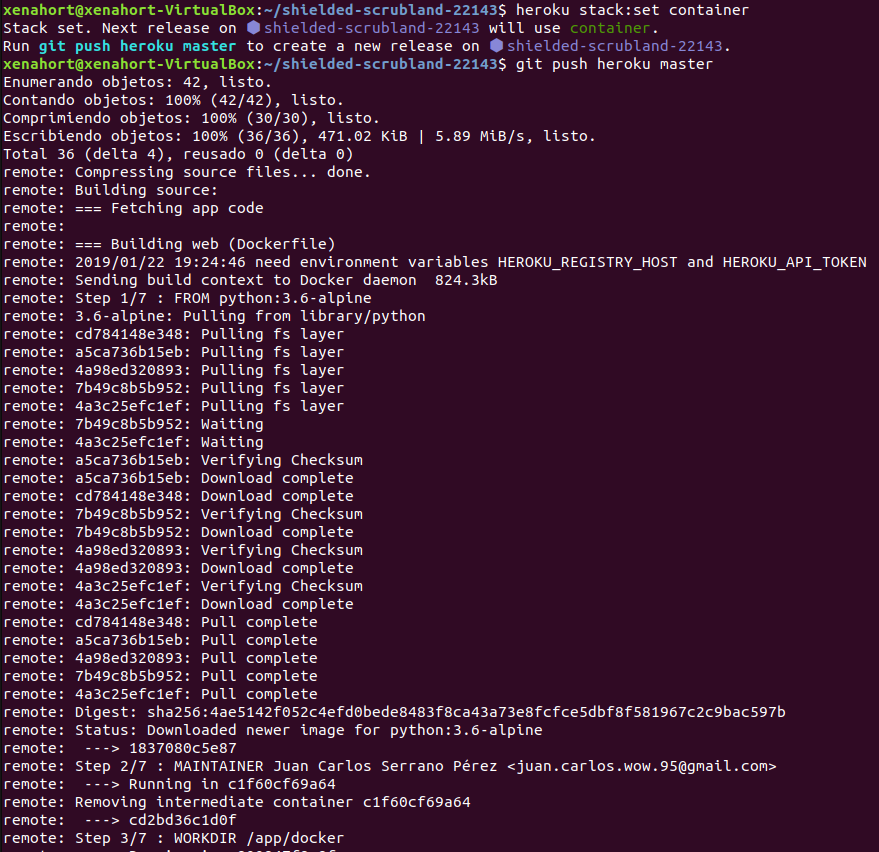 xenahort@xenahort-VirtualBox:~/shielded-scrubland-22143$ heroku stack:set container
Stack set. Next release on ⬢shielded-scrubland-22143 will use container.
Run git push heroku master to create a new release on ⬢shielded-scrubland-22143.
xenahort@xenahort-VirtualBox:~/shielded-scrubland-22143$ git push heroku master
Enumerando objetos: 42, listo.
Contando objetos: 100% (42/42), listo.
Comprimiendo objetos: 100% (30/30), listo.
Escribiendo objetos: 100% (36/36), 471.02 KiB | 5.89 MiB/s, listo.
Total 36 (delta 4), reusado 0 (delta 0)
remote: Compressing source files... done.
remote: Building source:
remote: === Fetching app code
remote:
remote: === Building web (Dockerfile)
remote: 2019/01/22 19:24:46 need environment variables HEROKU_REGISTRY_HOST and HEROKU_API_TOKEN
remote: Sending build context to Docker daemon  824.3kB
remote: Step 1/7 : FROM python:3.6-alpine
remote: 3.6-alpine: Pulling from library/python
remote: cd784148e348: Pulling fs layer
remote: a5ca736b15eb: Pulling fs layer
remote: 4a98ed320893: Pulling fs layer
remote: 7b49c8b5b952: Pulling fs layer
remote: 4a3c25efc1ef: Pulling fs layer
remote: 7b49c8b5b952: Waiting
remote: 4a3c25efc1ef: Waiting
remote: a5ca736b15eb: Verifying Checksum
remote: a5ca736b15eb: Download complete
remote: cd784148e348: Download complete
remote: 7b49c8b5b952: Verifying Checksum
remote: 7b49c8b5b952: Download complete
remote: 4a98ed320893: Verifying Checksum
remote: 4a98ed320893: Download complete
remote: 4a3c25efc1ef: Verifying Checksum
remote: 4a3c25efc1ef: Download complete
remote: cd784148e348: Pull complete
remote: a5ca736b15eb: Pull complete
remote: 4a98ed320893: Pull complete
remote: 7b49c8b5b952: Pull complete
remote: 4a3c25efc1ef: Pull complete
remote: Digest: sha256:4ae5142f052c4efd0bede8483f8ca43a73e8fcfce5dbf8f581967c2c9bac597b
remote: Status: Downloaded newer image for python:3.6-alpine
remote:  ---> 1837080c5e87
remote: Step 2/7 : MAINTAINER Juan Carlos Serrano Pérez <juan.carlos.wow.95@gmail.com>
remote:  ---> Running in c1f60cf69a64
remote: Removing intermediate container c1f60cf69a64
remote:  ---> cd2bd36c1d0f
remote: Step 3/7 : WORKDIR /app/docker